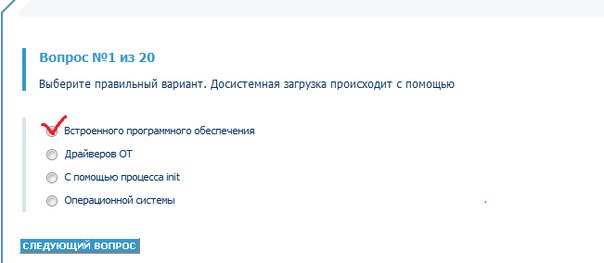 Вопрос №1 из 20
Выберите правильный вариант. Досистемная загрузка происходит с помощью
Встроенного программного обеспечения
Драйверов ОТ
С помощью процесса init
Операционной системы
СЛЕДУЮЩИЙ ВОПРОС